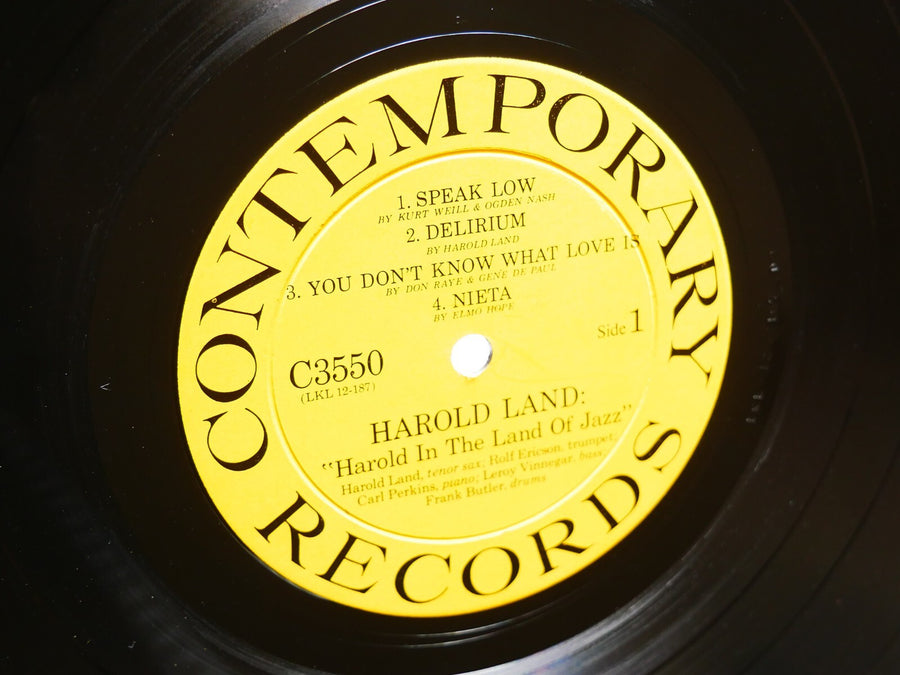 CONTEMPORARY
1. SPEAK LOW
BY KURT WEILL & OGDEN NASH
2. DELIRIUM
BY HAROLD LAND
3. YOU DON'T KNOW WHAT LOVE IS
BY DON RAYE & GENE DE PAUL
4. NIETA
BY ELMO HOPE
Side 1
C3550
(LKL 12-187)
HAROLD LAND:
"Harold In The Land Of Jazz"
Harold Land, tenor sax; Rolf Ericson, trumpet;
Carl Perkins, piano; Leroy Vinnegar, bass;
Frank Butler, drums
RECORDS